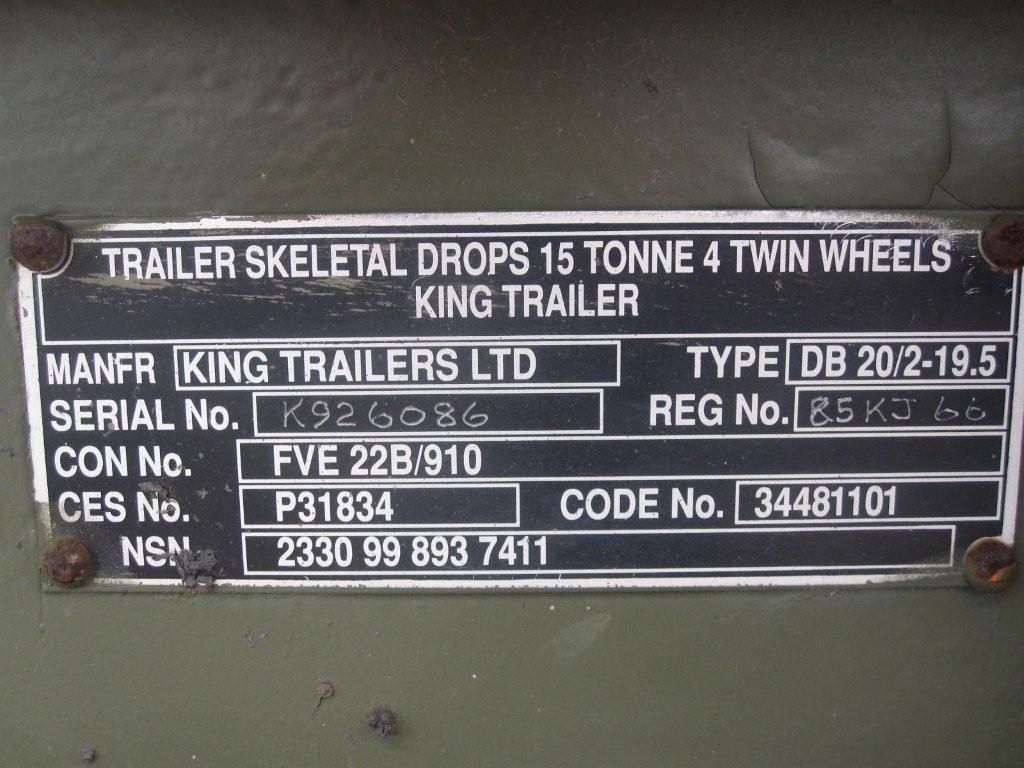 TRAILER SKELETAL DROPS 15 TONNE 4 TWIN WHEELS
KING TRAILER
MANFR KING TRAILERS LTD TYPE DB 20/2-19.5
SERIAL No. K926086 REG No. 85KJ 66
CON No. FVE 22B/910
CES No. P31834 CODE No. 34481101
NSN 2330 99 893 7411